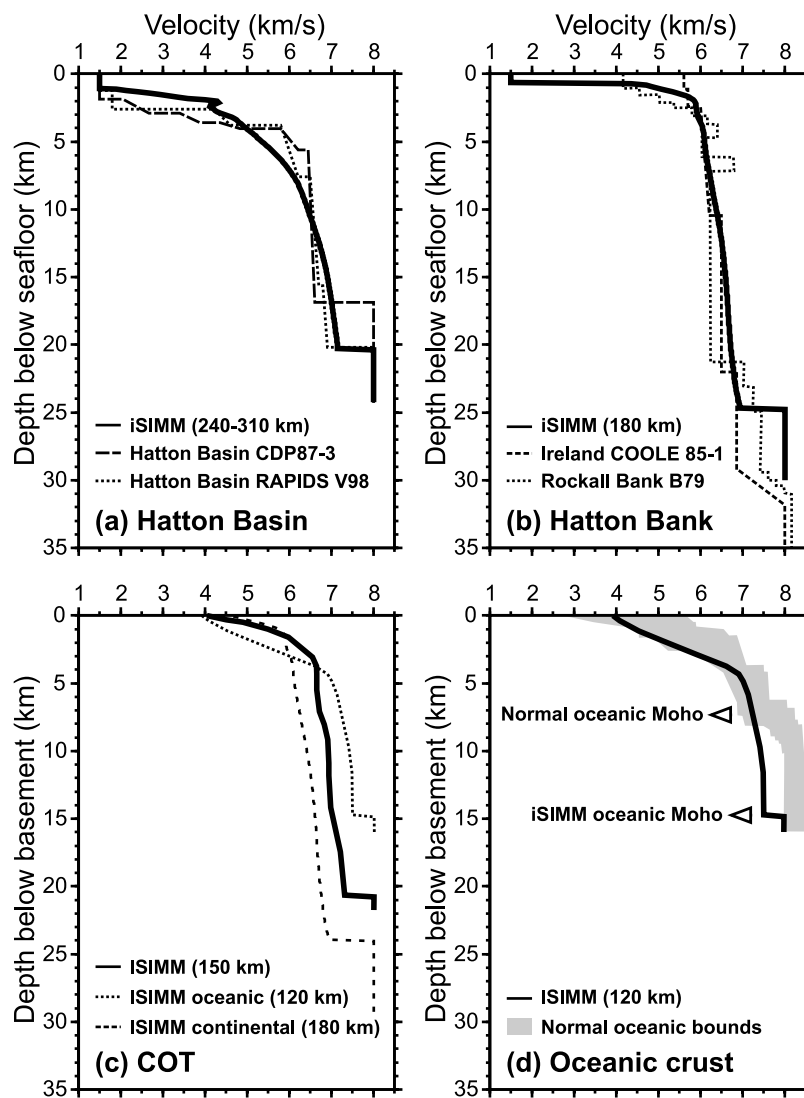 Velocity (km/s)
Velocity (km/s)
1 2 3 4 5 6 7 8
1 2 3 4 5 6 7 8
Depth below seafloor (km)
0
5
10
15
20
25
30
35
iSIMM (240-310 km)
Hatton Basin CDP87-3
Hatton Basin RAPIDS V98
(a) Hatton Basin
Depth below seafloor (km)
0
5
10
15
20
25
30
35
iSIMM (180 km)
Ireland COOLE 85-1
Rockall Bank B79
(b) Hatton Bank
1 2 3 4 5 6 7 8
1 2 3 4 5 6 7 8
Depth below basement (km)
0
5
10
15
20
25
30
35
ISIMM (150 km)
ISIMM oceanic (120 km)
ISIMM continental (180 km)
(c) COT
Depth below basement (km)
0
5
10
15
20
25
30
35
Normal oceanic Moho
iSIMM oceanic Moho
ISIMM (120 km)
Normal oceanic bounds
(d) Oceanic crust